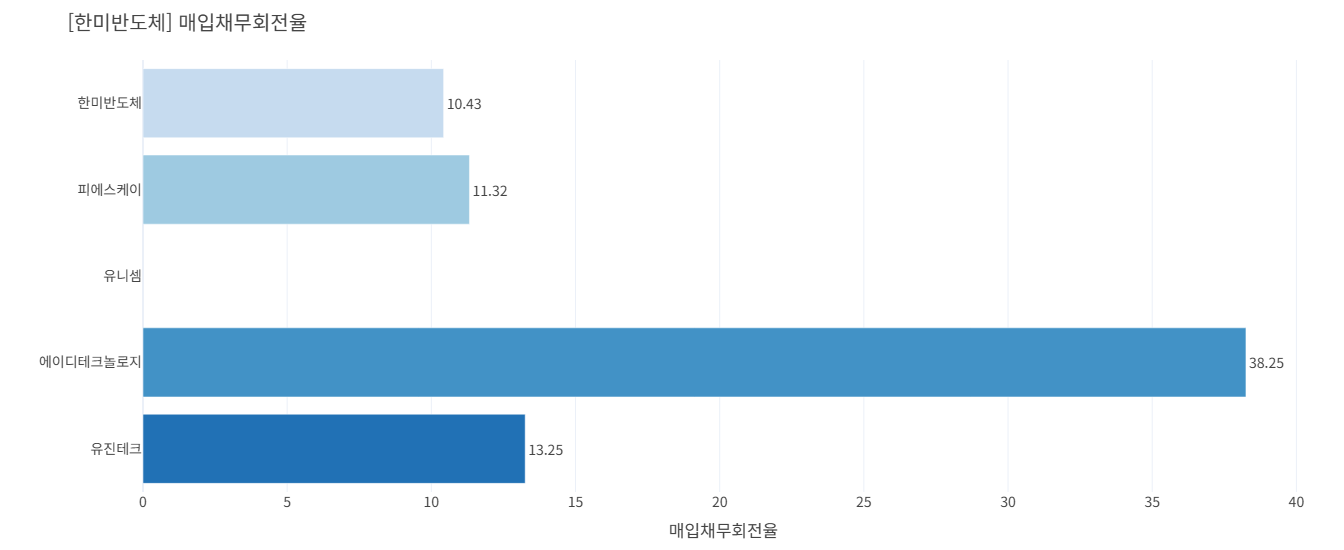 [한미반도체] 매입채무회전율
한미반도체 10.43
피에스케이 11.32
유니셈
에이디테크놀로지 38.25
유진테크 13.25
0 5 10 15 20 25 30 35 40
매입채무회전율